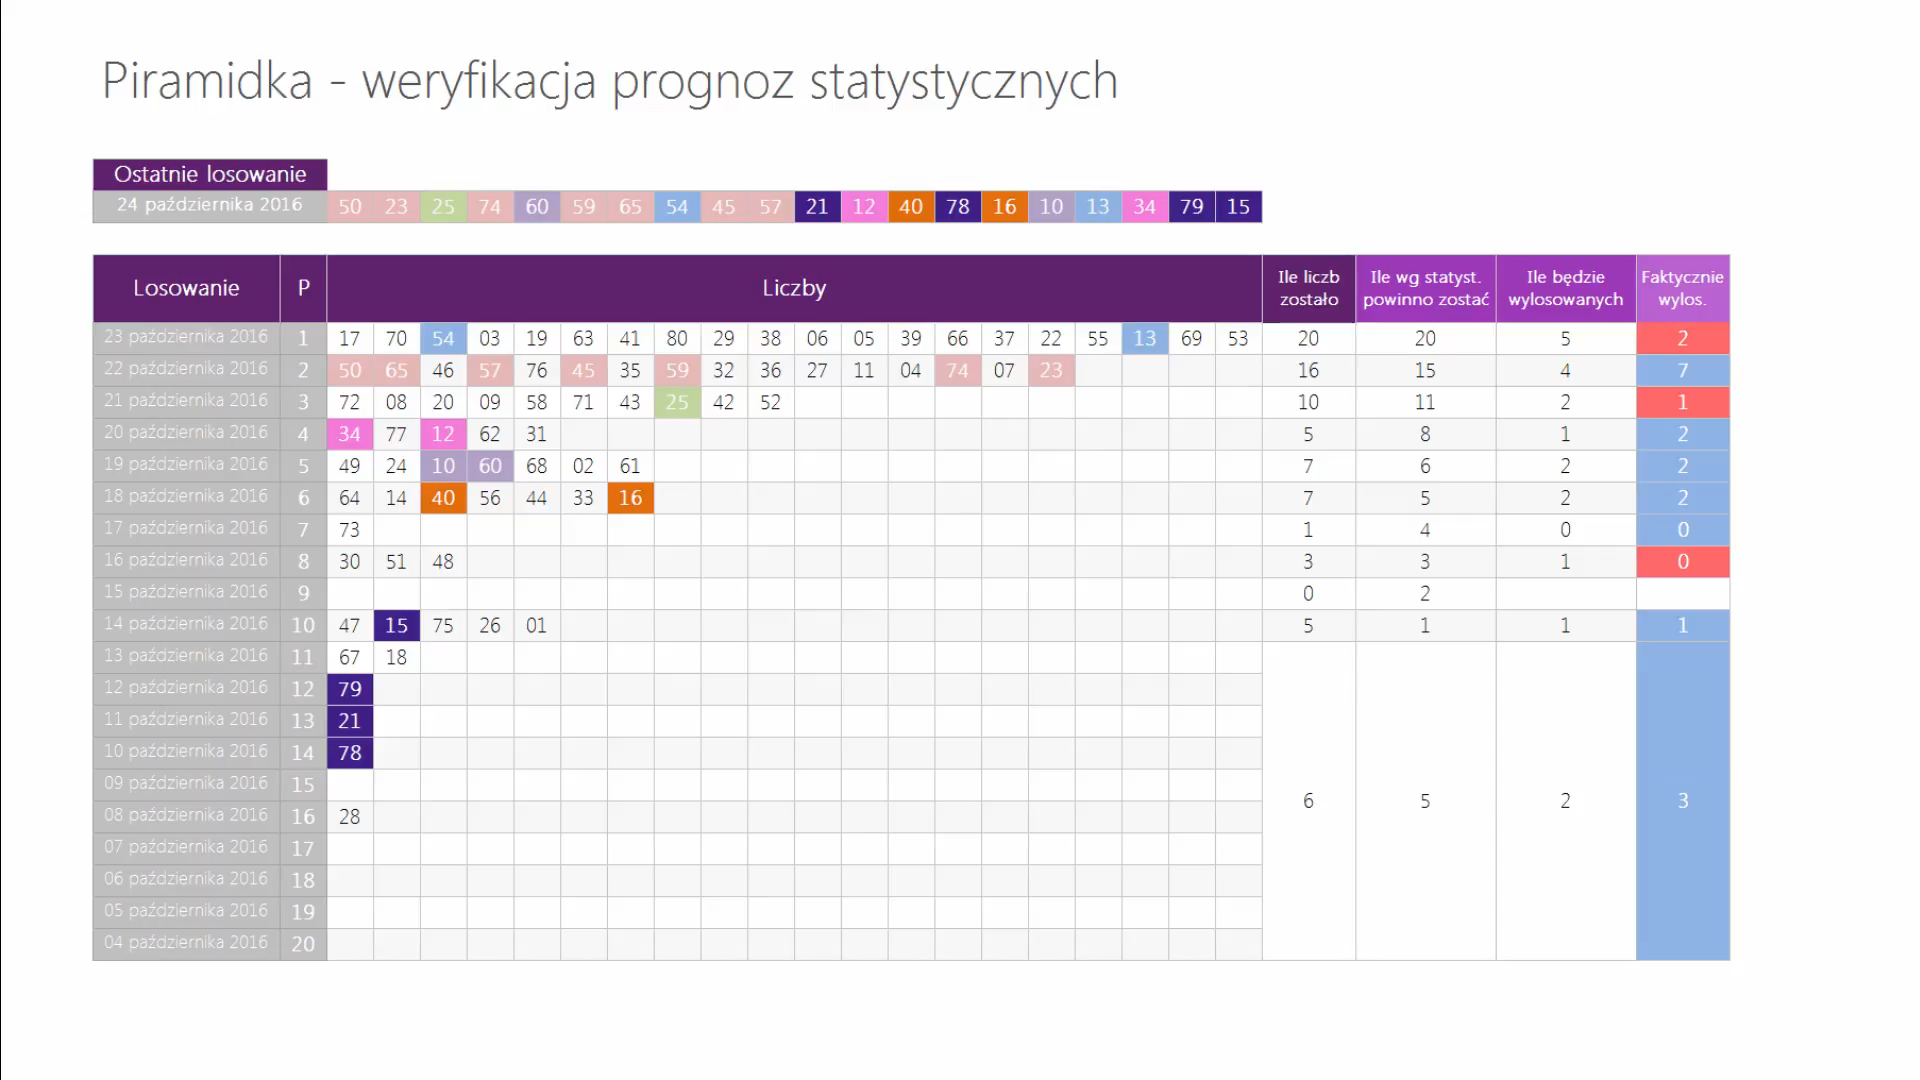 Piramidka - weryfikacja prognoz statystycznych
Ostatnie losowanie
24 października 2016 50 23 25 74 60 59 65 54 45 57 21 12 40 78 16 10 13 34 79 15
Losowanie P Liczby Ile liczb zostało Ile wg statyst. powinno zostać Ile będzie wylosowanych Faktycznie wylos.
23 października 2016 1 17 70 54 03 19 63 41 80 29 38 06 05 39 66 37 22 55 13 69 53 20 20 5 2
22 października 2016 2 50 65 46 57 76 45 35 59 32 36 27 11 04 74 07 23 16 15 4 7
21 października 2016 3 72 08 20 09 58 71 43 25 42 52 10 11 2 1
20 października 2016 4 34 77 12 62 31 5 8 1 2
19 października 2016 5 49 24 10 60 68 02 61 7 6 2 2
18 października 2016 6 64 14 40 56 44 33 16 7 5 2 2
17 października 2016 7 73 1 4 0 0
16 października 2016 8 30 51 48 3 3 1 0
15 października 2016 9 0 2
14 października 2016 10 47 15 75 26 01 5 1 1 1
13 października 2016 11 67 18
12 października 2016 12 79
11 października 2016 13 21
10 października 2016 14 78
09 października 2016 15 6 5 2 3
08 października 2016 16 28
07 października 2016 17
06 października 2016 18
05 października 2016 19
04 października 2016 20